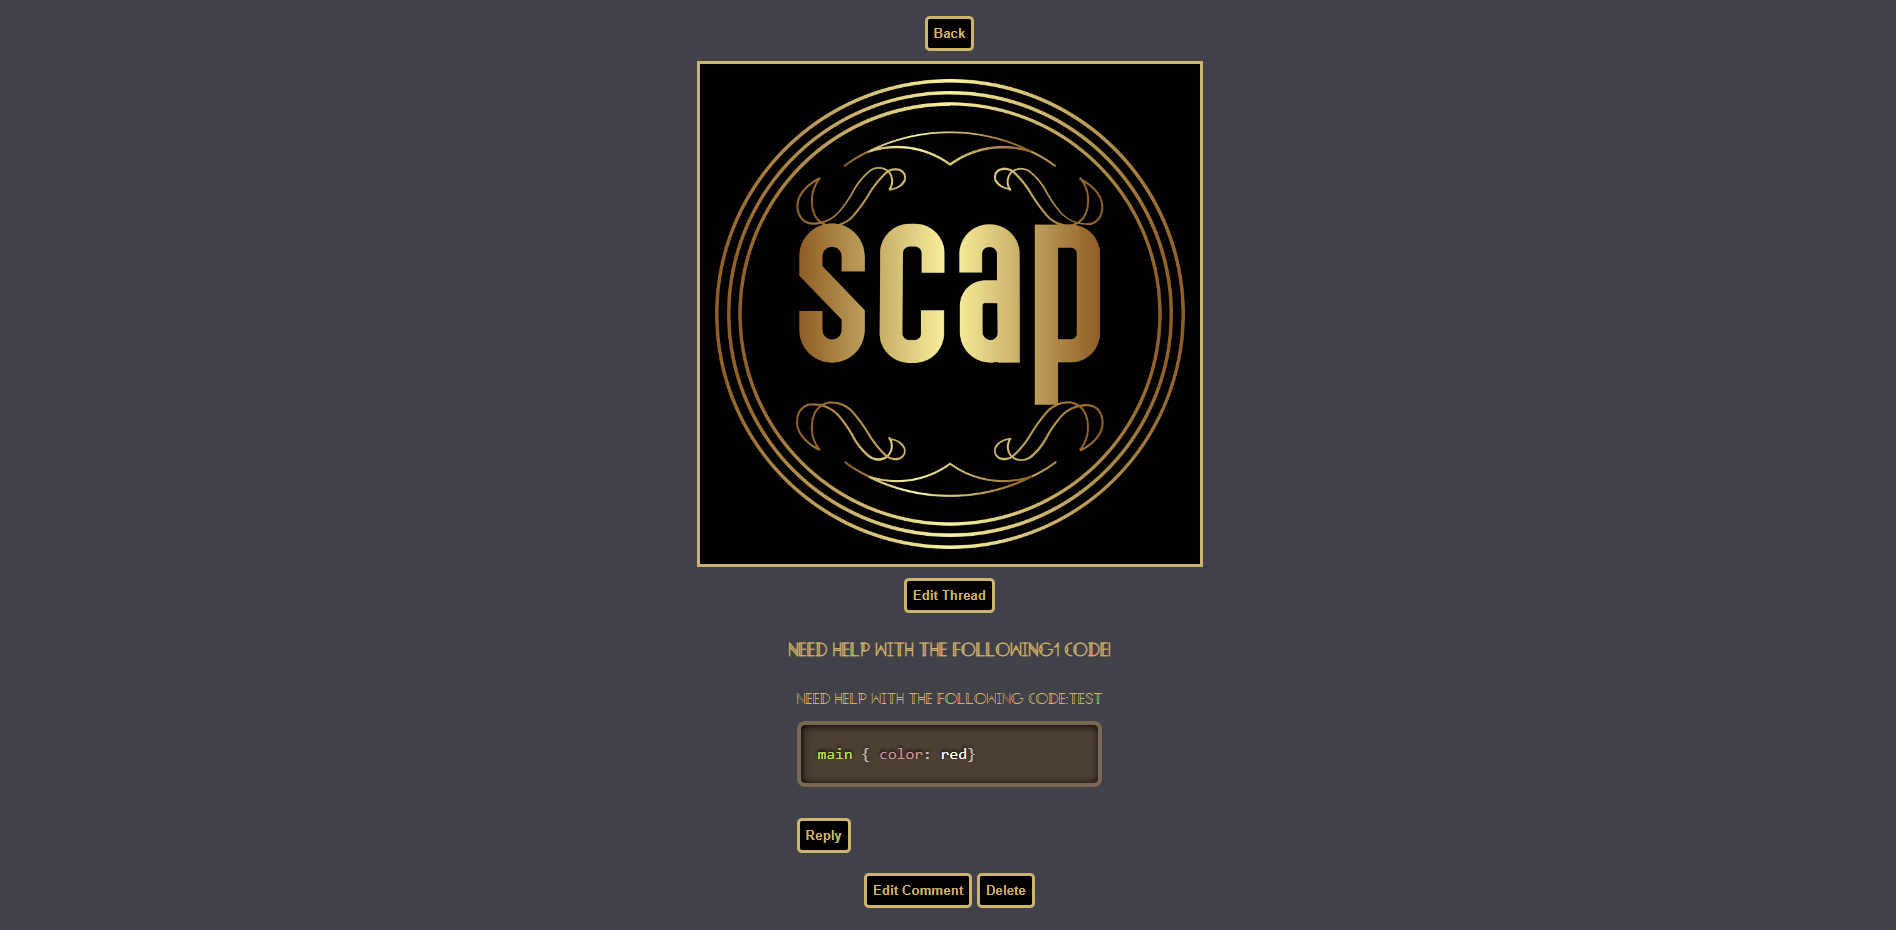 Back
scap
Edit Thread
NEED HELP WITH THE FOLLOWING1 CODE!
NEED HELP WITH THE FOLLOWING CODE:TEST
main { color: red}
Reply
Edit Comment Delete